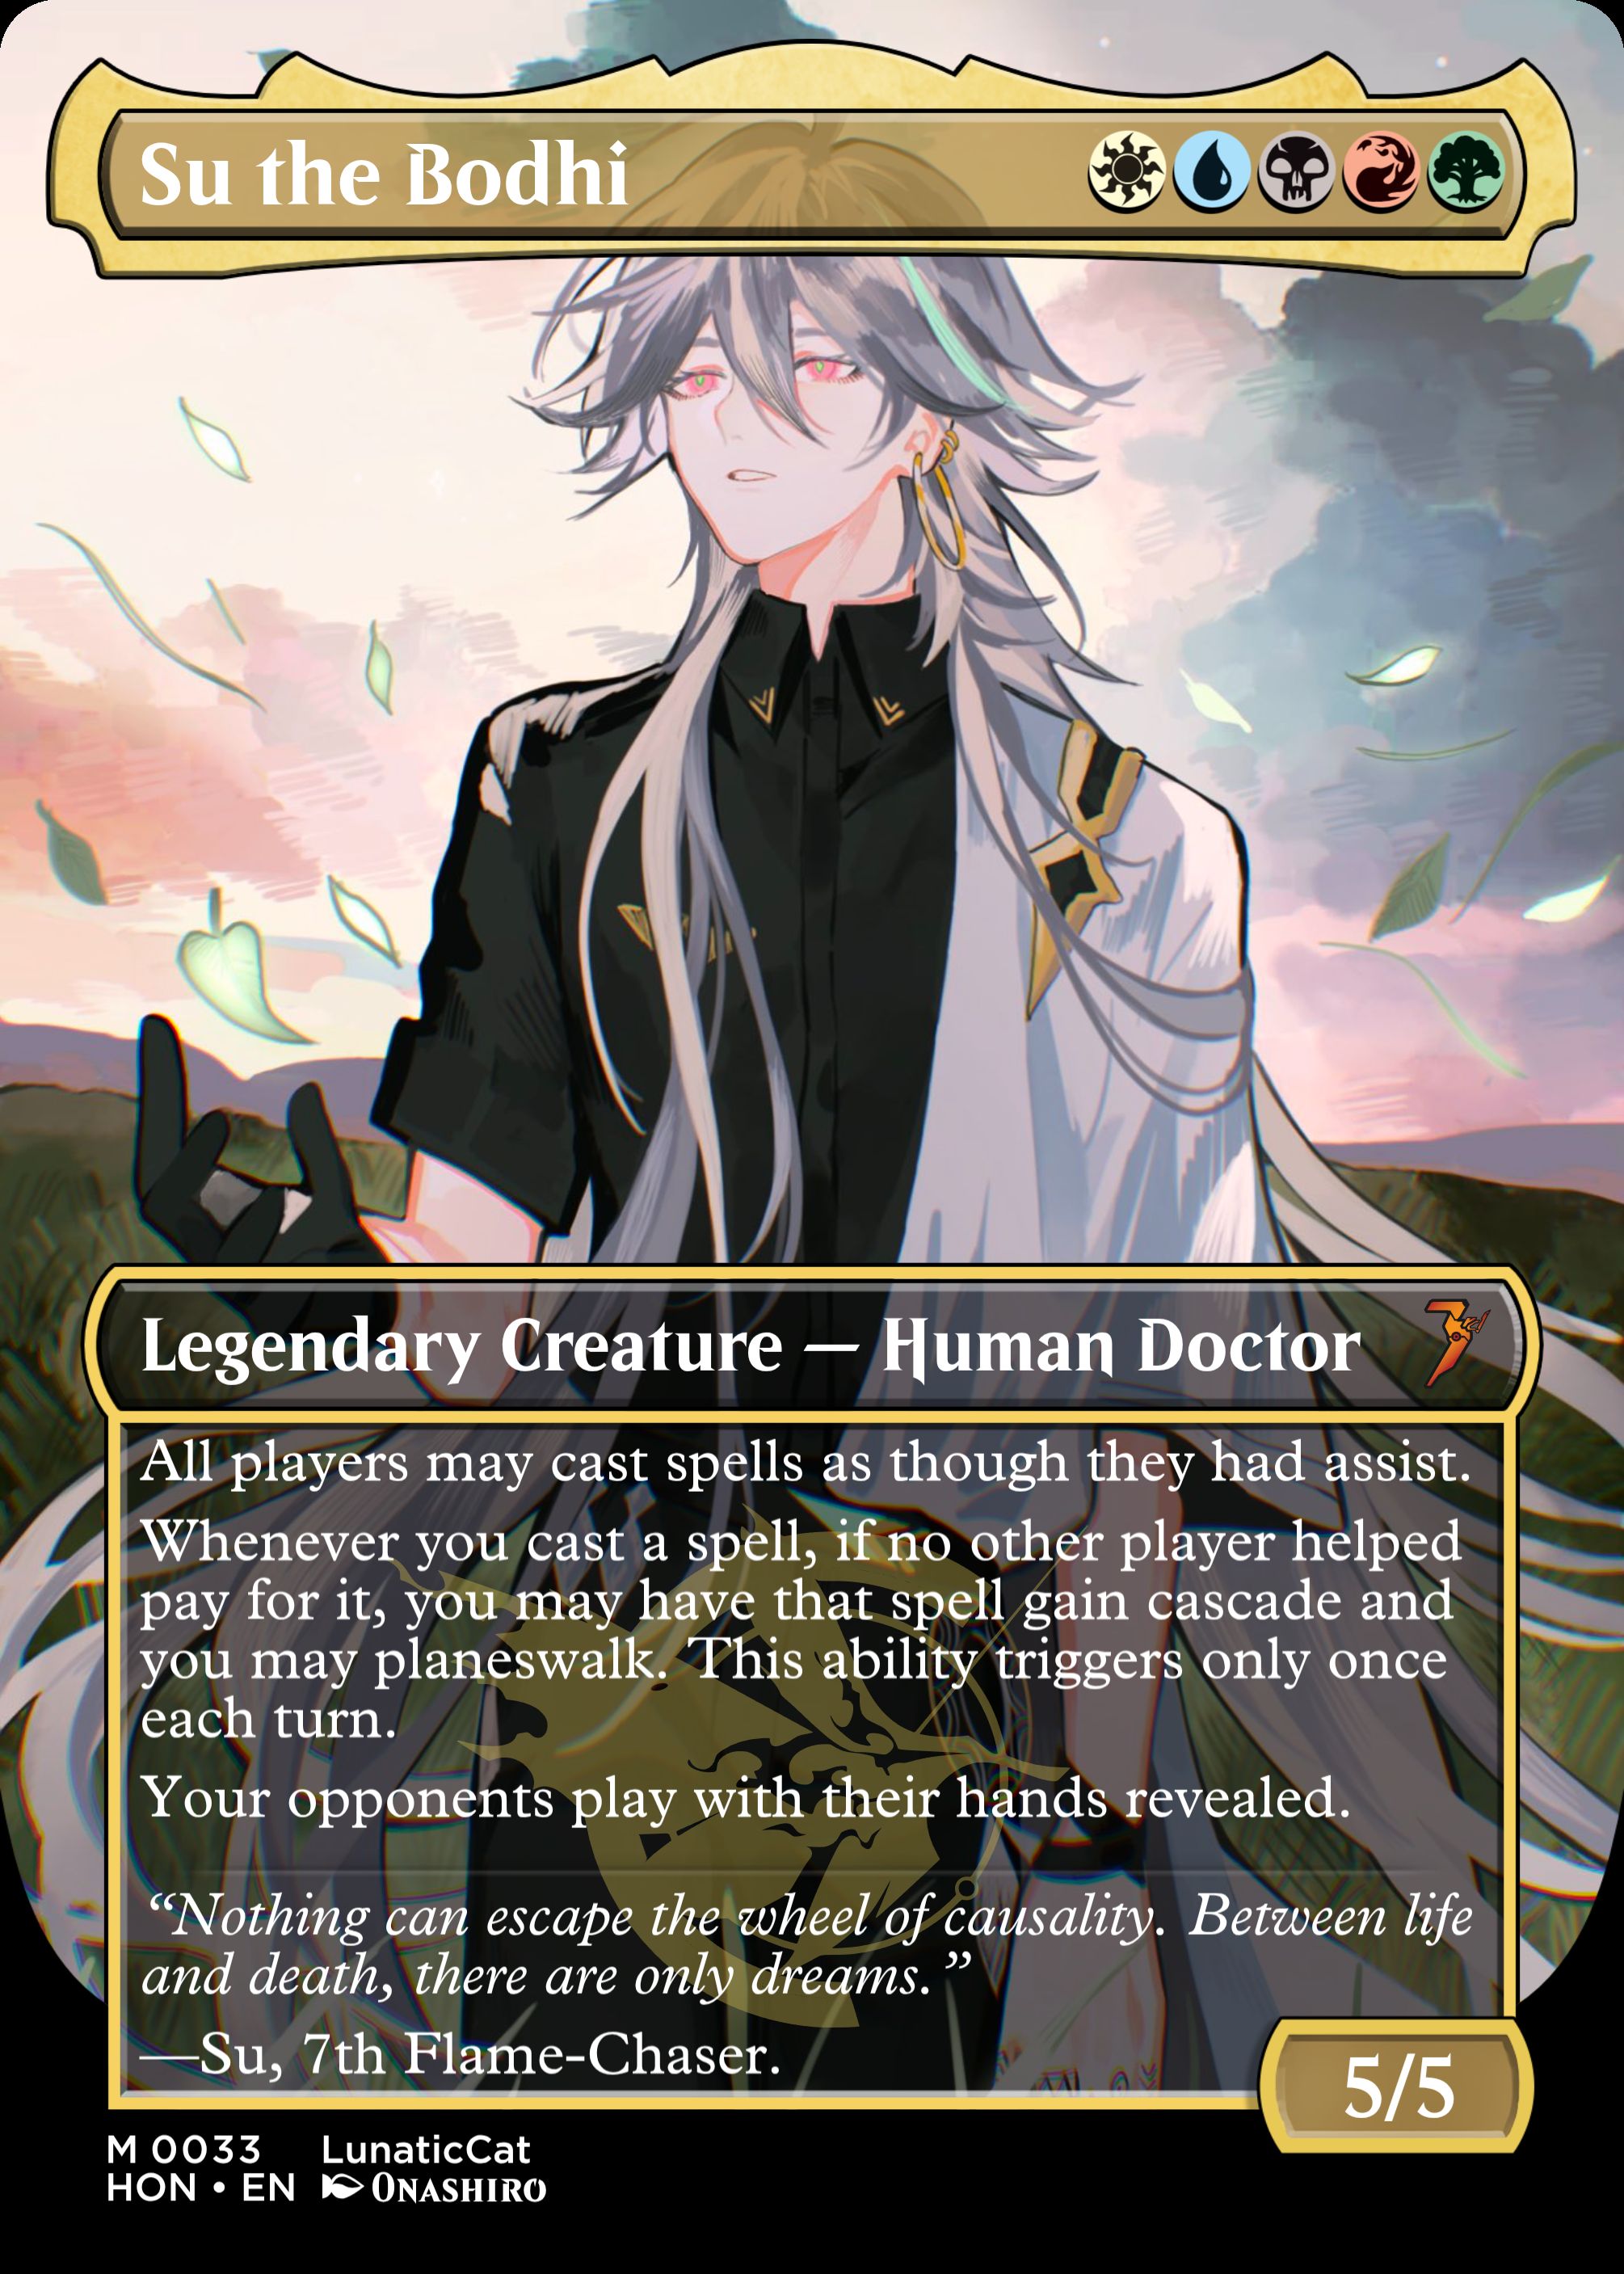 Su the Bodhi
Legendary Creature — Human Doctor
All players may cast spells as though they had assist.
Whenever you cast a spell, if no other player helped
pay for it, you may have that spell gain cascade and
you may planeswalk. This ability triggers only once
each turn.
Your opponents play with their hands revealed.
“Nothing can escape the wheel of causality. Between life
and death, there are only dreams.”
—Su, 7th Flame-Chaser.
5/5
M 0033 LunaticCat
HON • EN ONASHIRO